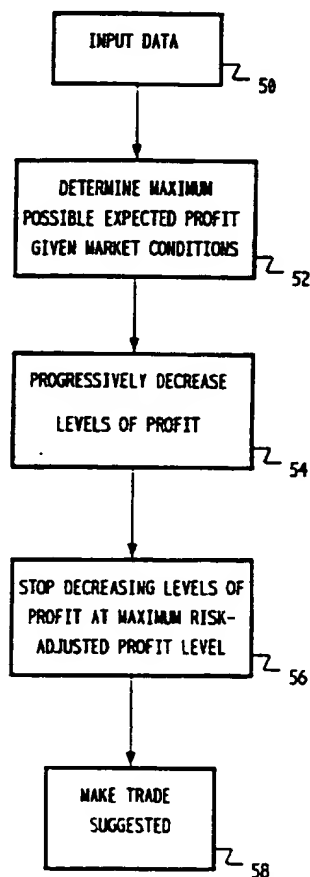 INPUT DATA
50
DETERMINE MAXIMUM
POSSIBLE EXPECTED PROFIT
GIVEN MARKET CONDITIONS
52
PROGRESSIVELY DECREASE
LEVELS OF PROFIT
54
STOP DECREASING LEVELS OF
PROFIT AT MAXIMUM RISK-
ADJUSTED PROFIT LEVEL
56
MAKE TRADE
SUGGESTED
58